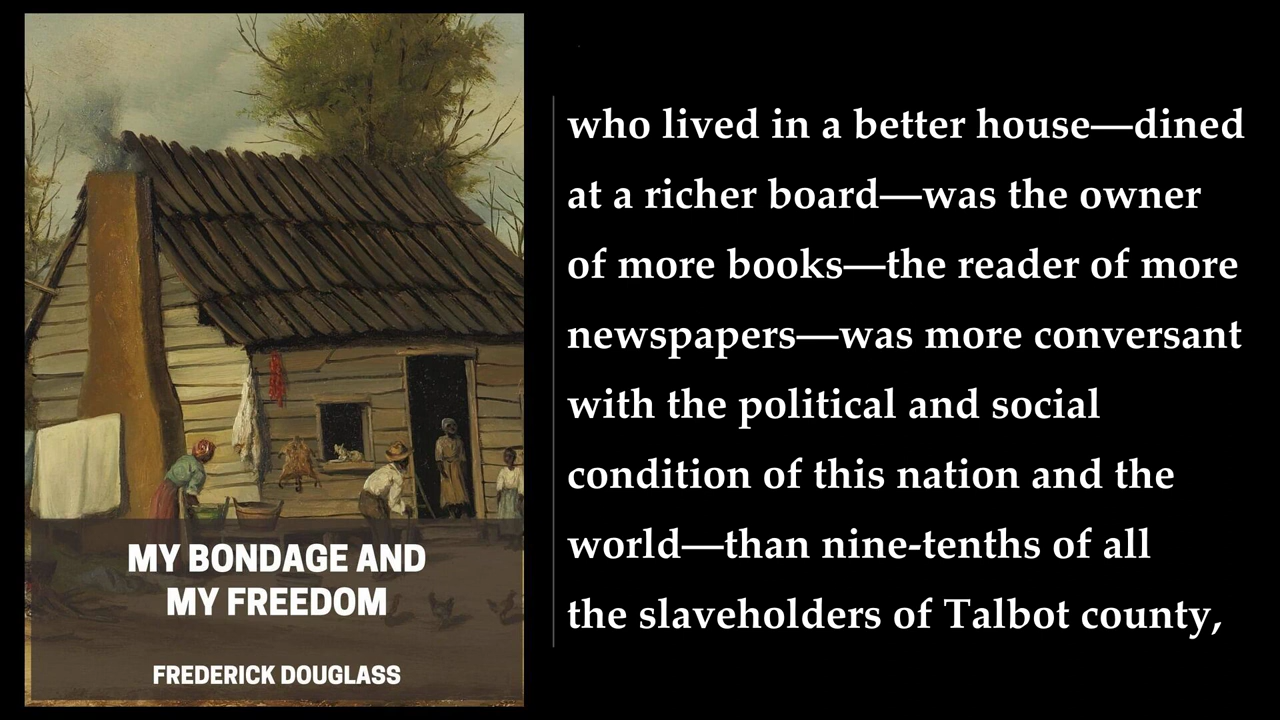 MY BONDAGE AND
MY FREEDOM
FREDERICK DOUGLASS
who lived in a better house—dined
at a richer board—was the owner
of more books—the reader of more
newspapers—was more conversant
with the political and social
condition of this nation and the
world—than nine-tenths of all
the slaveholders of Talbot county,